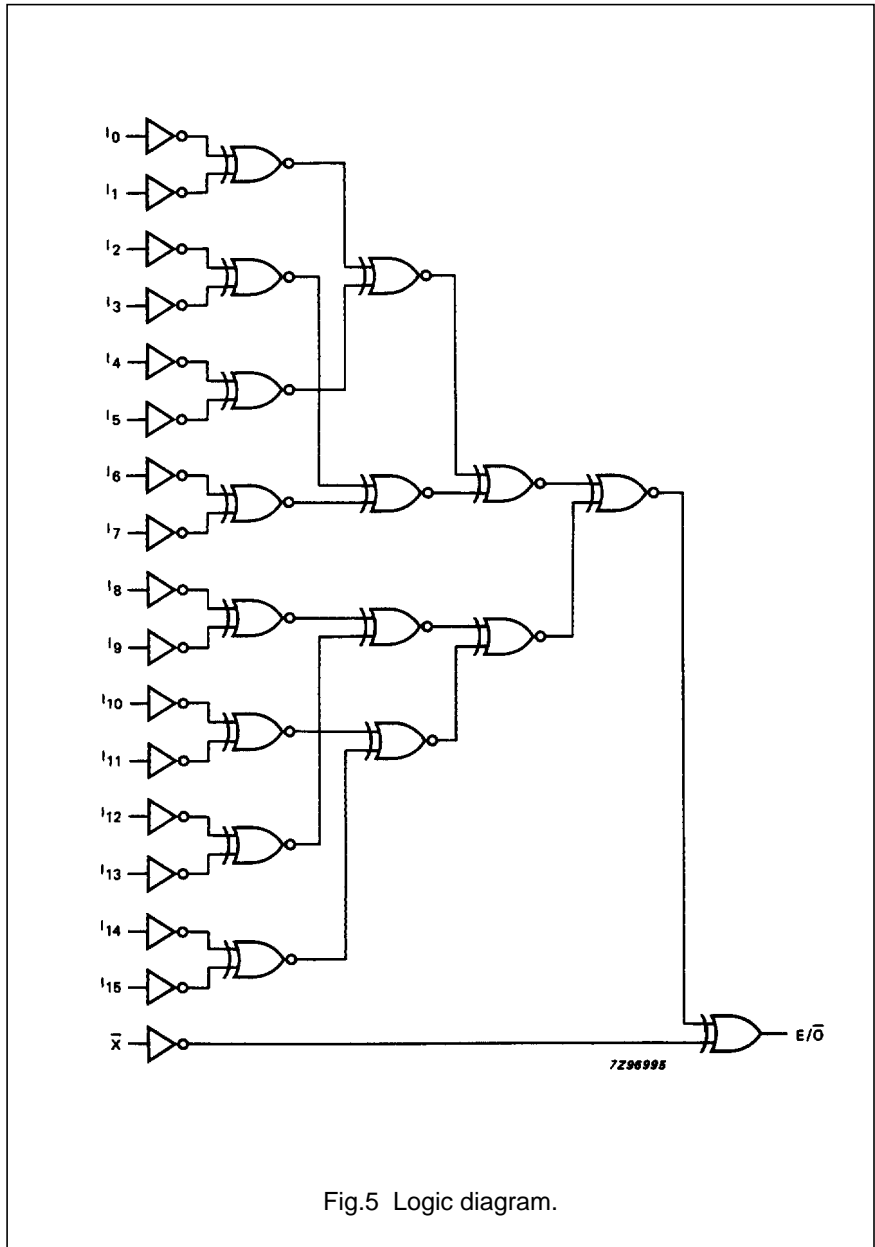 I0
I1
I2
I3
I4
I5
I6
I7
I8
I9
I10
I11
I12
I13
I14
I15
X̅
E/O̅
7Z96995
Fig.5 Logic diagram.